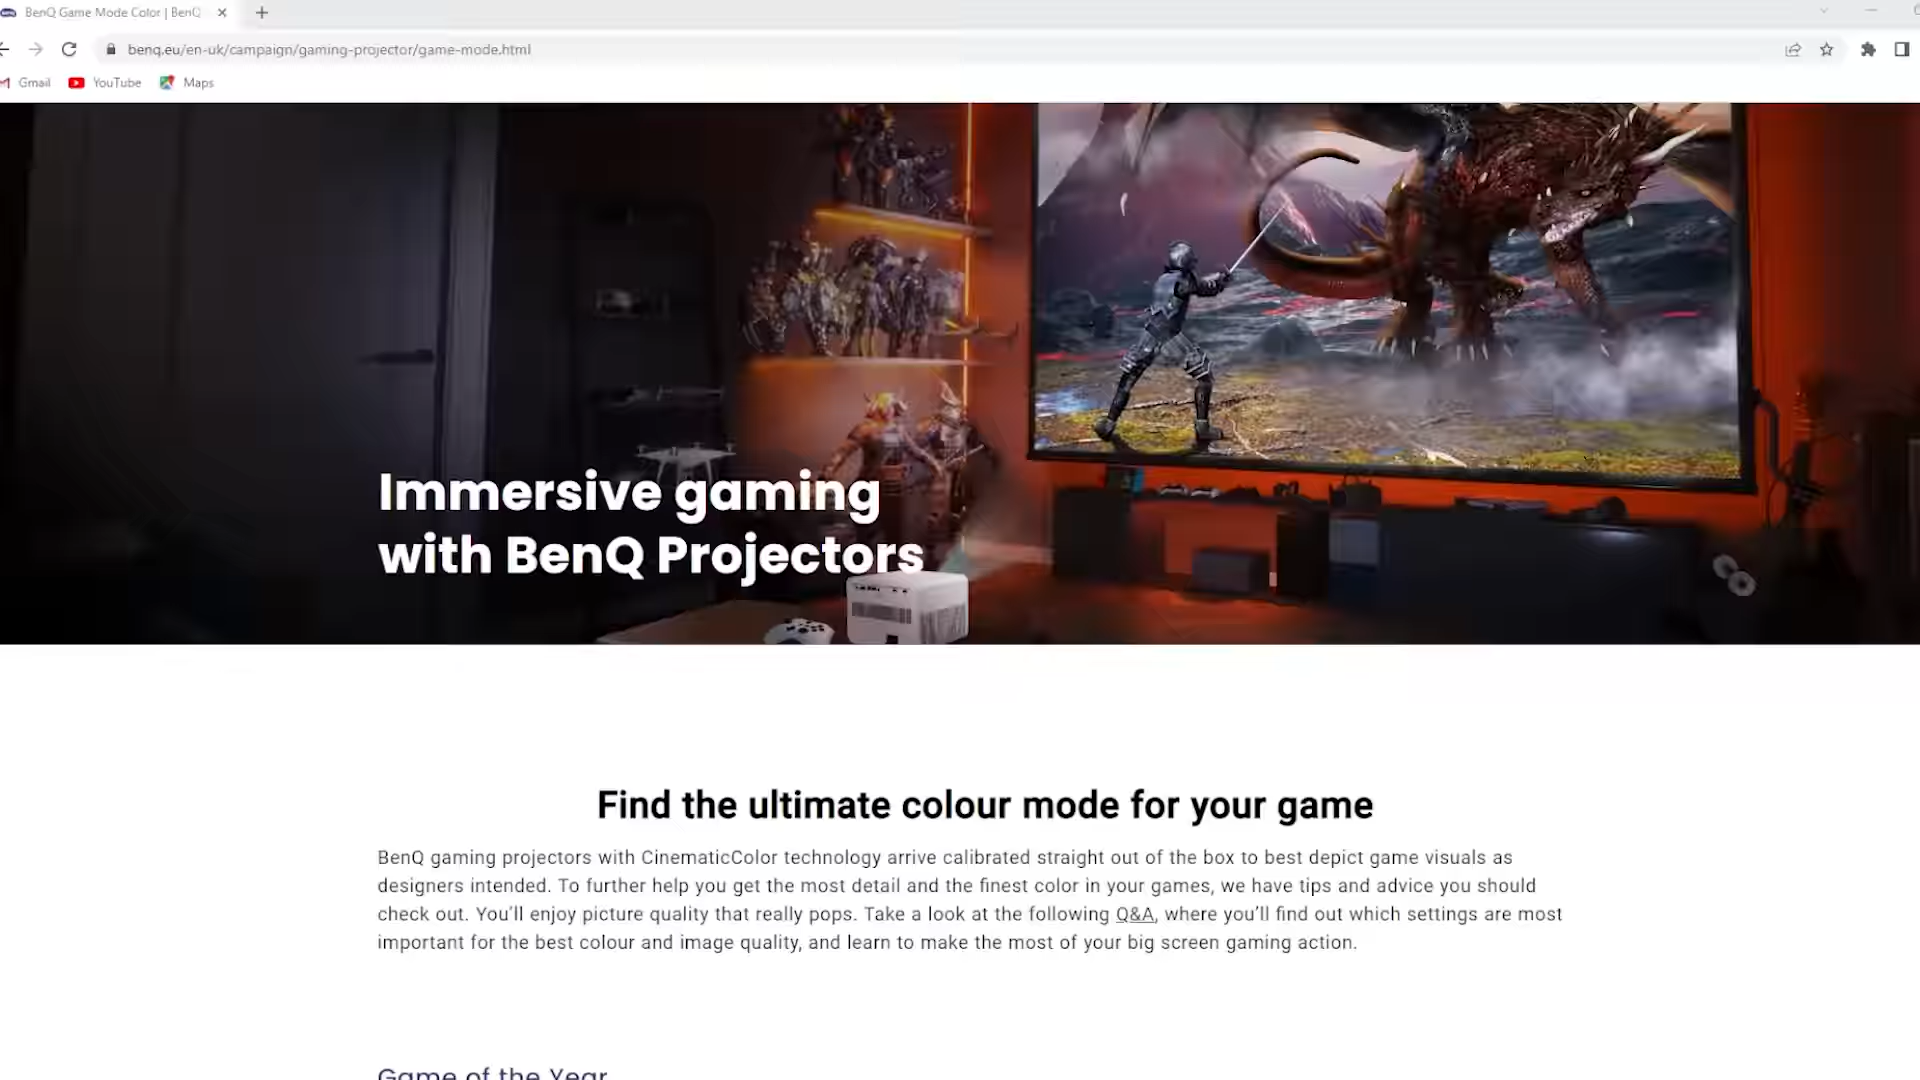 BenQ Game Mode Color | BenQ
benq.eu/en-uk/campaign/gaming-projector/game-mode.html
Gmail YouTube Maps
Immersive gaming
with BenQ Projectors
Find the ultimate colour mode for your game
BenQ gaming projectors with CinematicColor technology arrive calibrated straight out of the box to best depict game visuals as
designers intended. To further help you get the most detail and the finest color in your games, we have tips and advice you should
check out. You'll enjoy picture quality that really pops. Take a look at the following Q&A, where you'll find out which settings are most
important for the best colour and image quality, and learn to make the most of your big screen gaming action.
Game of the Year